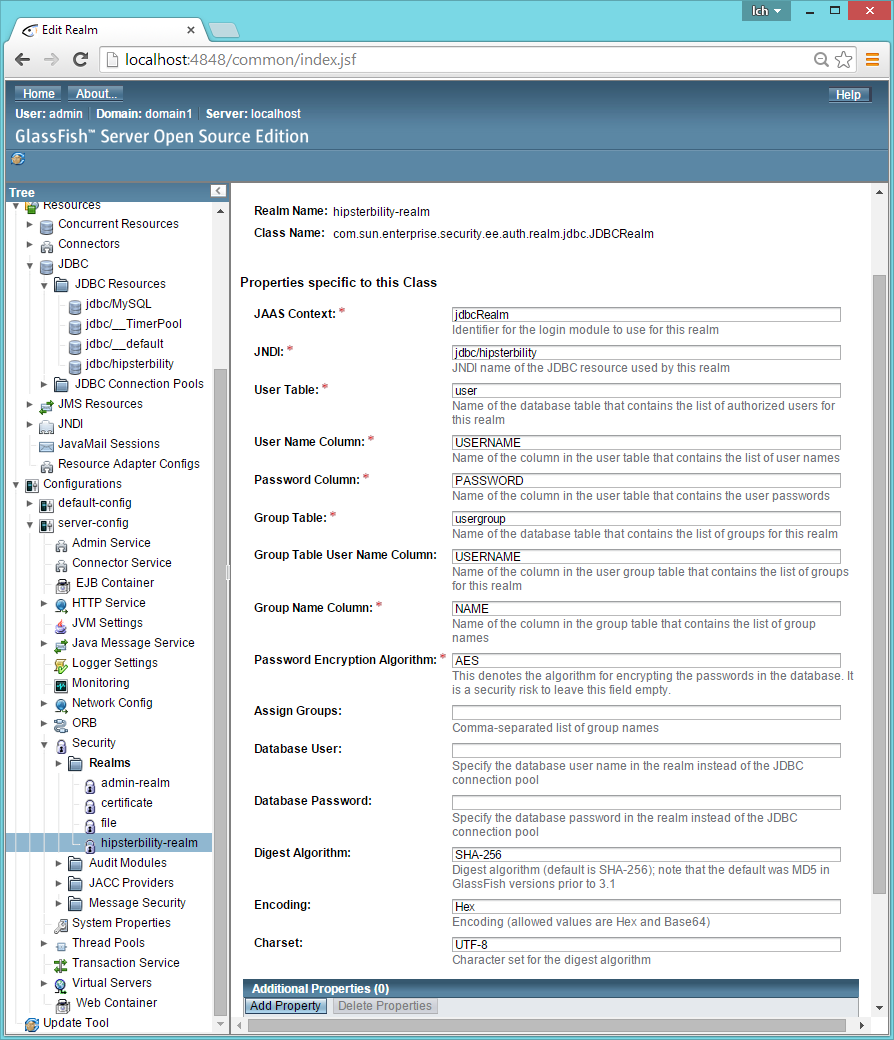 lch
Edit Realm
localhost:4848/common/index.jsf
Home About... Help
User: admin Domain: domain1 Server: localhost
GlassFish™ Server Open Source Edition
Tree
Resources
Concurrent Resources
Connectors
JDBC
JDBC Resources
jdbc/MySQL
jdbc/__TimerPool
jdbc/__default
jdbc/hipsterbility
JDBC Connection Pools
JMS Resources
JNDI
JavaMail Sessions
Resource Adapter Configs
Configurations
default-config
server-config
Admin Service
Connector Service
EJB Container
HTTP Service
JVM Settings
Java Message Service
Logger Settings
Monitoring
Network Config
ORB
Security
Realms
admin-realm
certificate
file
hipsterbility-realm
Audit Modules
JACC Providers
Message Security
System Properties
Thread Pools
Transaction Service
Virtual Servers
Web Container
Update Tool
Realm Name: hipsterbility-realm
Class Name: com.sun.enterprise.security.ee.auth.realm.jdbc.JDBCRealm
Properties specific to this Class
JAAS Context: * jdbcRealm
Identifier for the login module to use for this realm
JNDI: * jdbc/hipsterbility
JNDI name of the JDBC resource used by this realm
User Table: * user
Name of the database table that contains the list of authorized users for
this realm
User Name Column: * USERNAME
Name of the column in the user table that contains the list of user names
Password Column: * PASSWORD
Name of the column in the user table that contains the user passwords
Group Table: * usergroup
Name of the database table that contains the list of groups for this realm
Group Table User Name Column: USERNAME
Name of the column in the user group table that contains the list of groups
for this realm
Group Name Column: * NAME
Name of the column in the group table that contains the list of group
names
Password Encryption Algorithm: * AES
This denotes the algorithm for encrypting the passwords in the database. It
is a security risk to leave this field empty.
Assign Groups:
Comma-separated list of group names
Database User:
Specify the database user name in the realm instead of the JDBC
connection pool
Database Password:
Specify the database password in the realm instead of the JDBC
connection pool
Digest Algorithm: SHA-256
Digest algorithm (default is SHA-256); note that the default was MD5 in
GlassFish versions prior to 3.1
Encoding: Hex
Encoding (allowed values are Hex and Base64)
Charset: UTF-8
Character set for the digest algorithm
Additional Properties (0)
Add Property Delete Properties